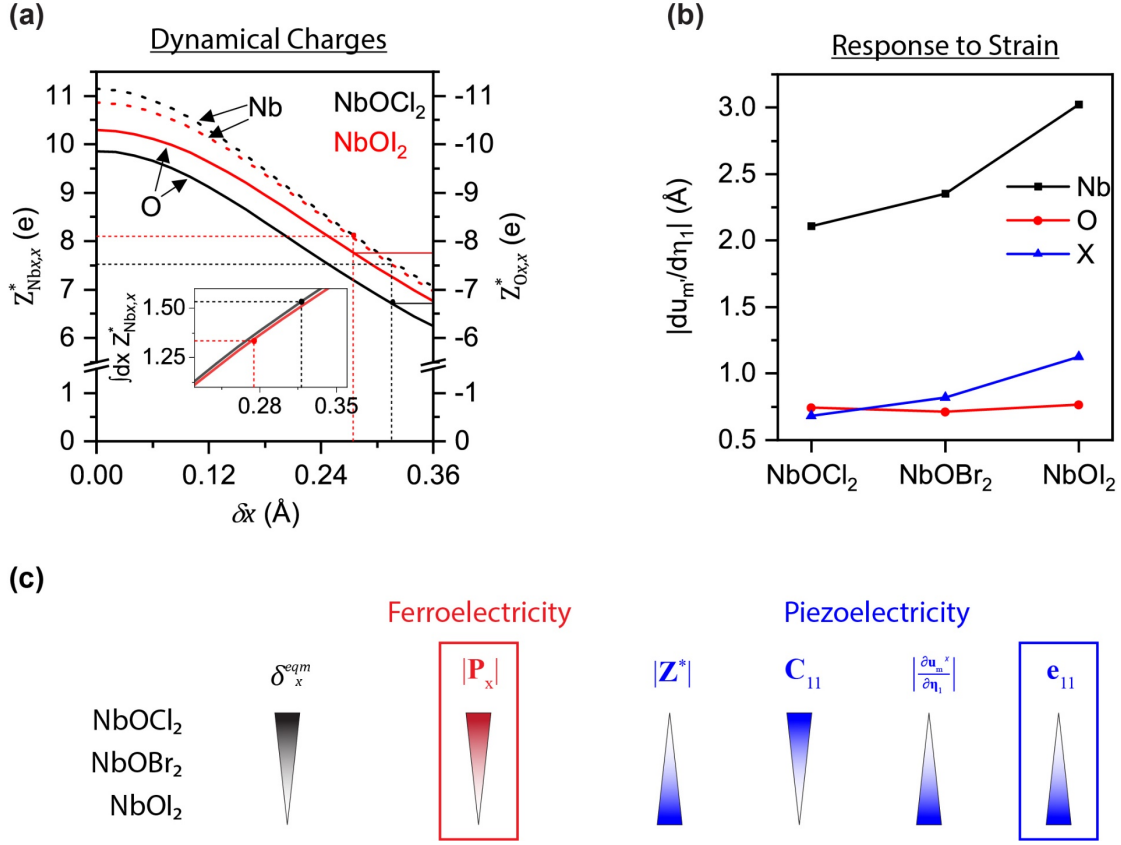 (a)
Dynamical Charges
11
10
9
8
7
6
1
0
Z*Nbx,x (e)
-11
-10
-9
-8
-7
-6
-1
0
Z*Ox,x (e)
Nb
O
NbOCl₂
NbOI₂
1.50
1.25
∫dx Z*Nbx,x
0.28 0.35
0.00 0.12 0.24 0.36
δx (Å)
(b)
Response to Strain
3.0
2.5
2.0
1.5
1.0
0.5
|du_m'/dη₁| (Å)
Nb
O
X
NbOCl₂ NbOBr₂ NbOI₂
(c)
Ferroelectricity Piezoelectricity
δₓ^eqm |Pₓ| |Z*| C₁₁ |∂uₘˣ/∂η₁| e₁₁
NbOCl₂
NbOBr₂
NbOI₂